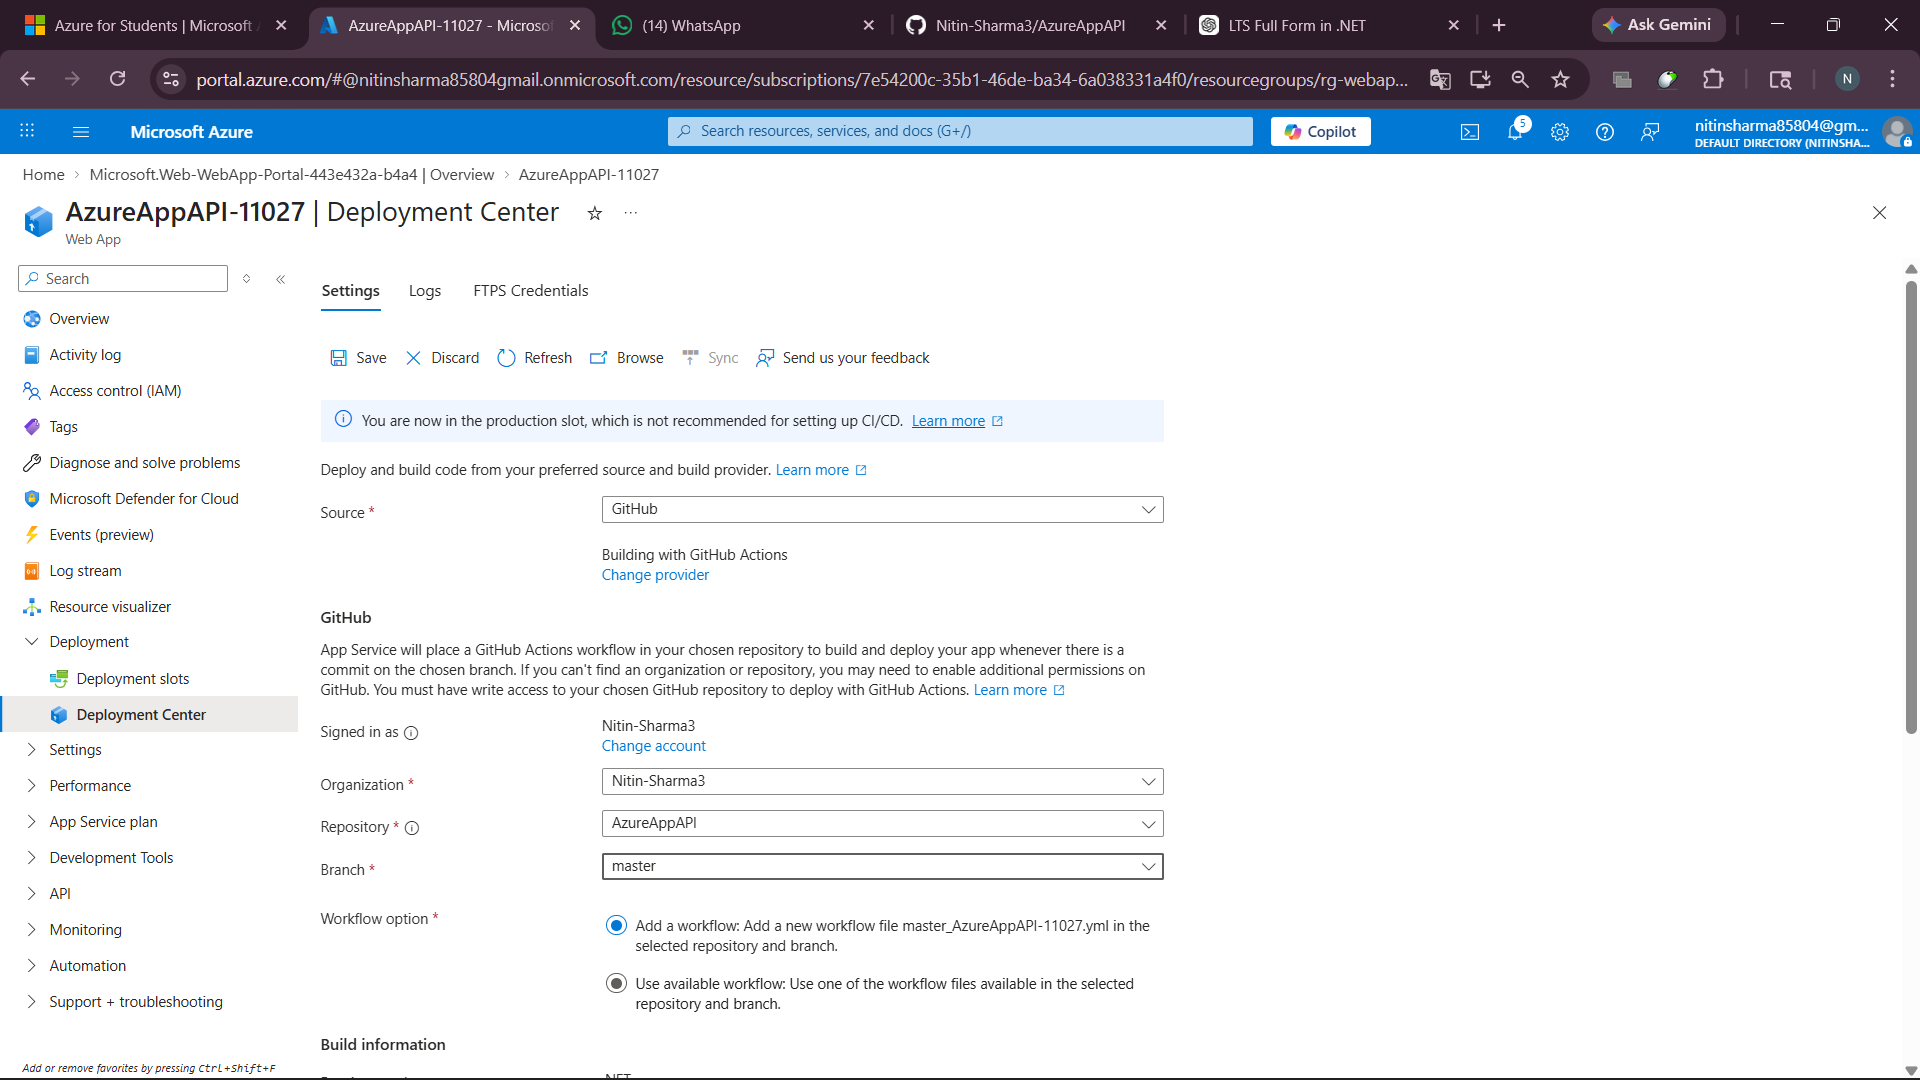 Azure for Students | Microsoft A
AzureAppAPI-11027 - Microsof
(14) WhatsApp
Nitin-Sharma3/AzureAppAPI
LTS Full Form in .NET
Ask Gemini
portal.azure.com/#@nitinsharma85804gmail.onmicrosoft.com/resource/subscriptions/7e54200c-35b1-46de-ba34-6a038331a4f0/resourcegroups/rg-webap...
N
Microsoft Azure
Search resources, services, and docs (G+/)
Copilot
5
nitinsharma85804@gm...
DEFAULT DIRECTORY (NITINSHA...
Home > Microsoft.Web-WebApp-Portal-443e432a-b4a4 | Overview > AzureAppAPI-11027
AzureAppAPI-11027 | Deployment Center
Web App
Search
Overview
Activity log
Access control (IAM)
Tags
Diagnose and solve problems
Microsoft Defender for Cloud
Events (preview)
Log stream
Resource visualizer
Deployment
Deployment slots
Deployment Center
Settings
Performance
App Service plan
Development Tools
API
Monitoring
Automation
Support + troubleshooting
Add or remove favorites by pressing Ctrl+Shift+F
Settings
Logs
FTPS Credentials
Save
Discard
Refresh
Browse
Sync
Send us your feedback
You are now in the production slot, which is not recommended for setting up CI/CD. Learn more
Deploy and build code from your preferred source and build provider. Learn more
Source *
GitHub
Building with GitHub Actions
Change provider
GitHub
App Service will place a GitHub Actions workflow in your chosen repository to build and deploy your app whenever there is a
commit on the chosen branch. If you can't find an organization or repository, you may need to enable additional permissions on
GitHub. You must have write access to your chosen GitHub repository to deploy with GitHub Actions. Learn more
Signed in as
Nitin-Sharma3
Change account
Organization *
Nitin-Sharma3
Repository *
AzureAppAPI
Branch *
master
Workflow option *
Add a workflow: Add a new workflow file master_AzureAppAPI-11027.yml in the
selected repository and branch.
Use available workflow: Use one of the workflow files available in the selected
repository and branch.
Build information